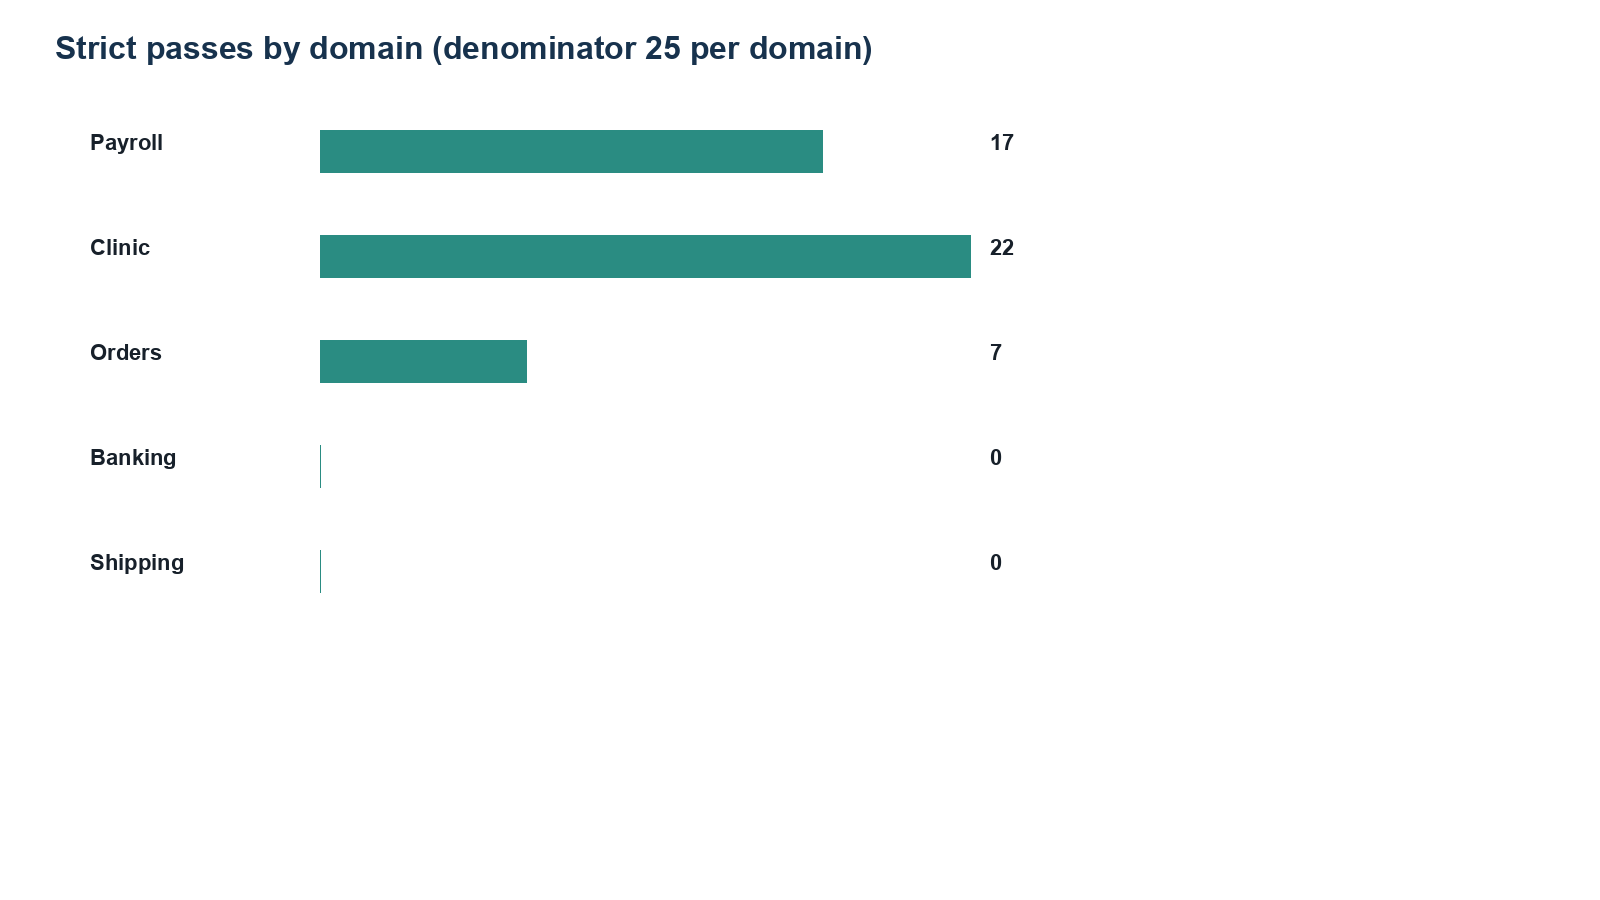 Strict passes by domain (denominator 25 per domain)
Payroll 17
Clinic 22
Orders 7
Banking 0
Shipping 0